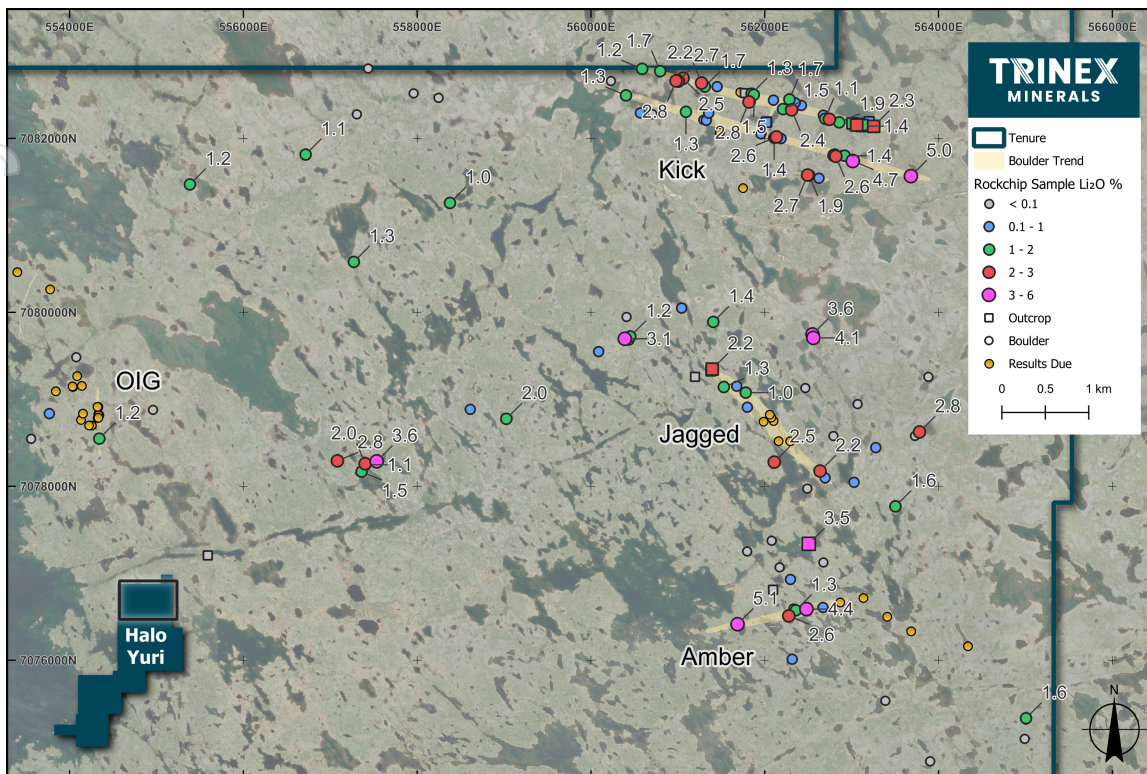 554000E
556000E
558000E
560000E
562000E
564000E
566000E
7082000N
7080000N
7078000N
7076000N
TRINEX
MINERALS
Tenure
Boulder Trend
Rockchip Sample Li₂O %
< 0.1
0.1 - 1
1 - 2
2 - 3
3 - 6
Outcrop
Boulder
Results Due
0 0.5 1 km
1.2
1.7
2.2
2.7
1.7
1.3
1.7
1.3
2.8
2.5
1.5
1.1
1.9
2.3
1.3
2.8
1.5
2.4
1.4
Kick
2.6
1.4
1.4
5.0
2.6
4.7
2.7
1.9
1.1
1.2
1.0
1.3
1.2
3.1
1.4
3.6
4.1
2.2
1.3
1.0
OIG
1.2
2.0
2.8
Jagged
2.5
2.2
2.0
2.8
3.6
1.1
1.5
1.6
3.5
5.1
1.3
4.4
2.6
Amber
1.6
Halo
Yuri
N